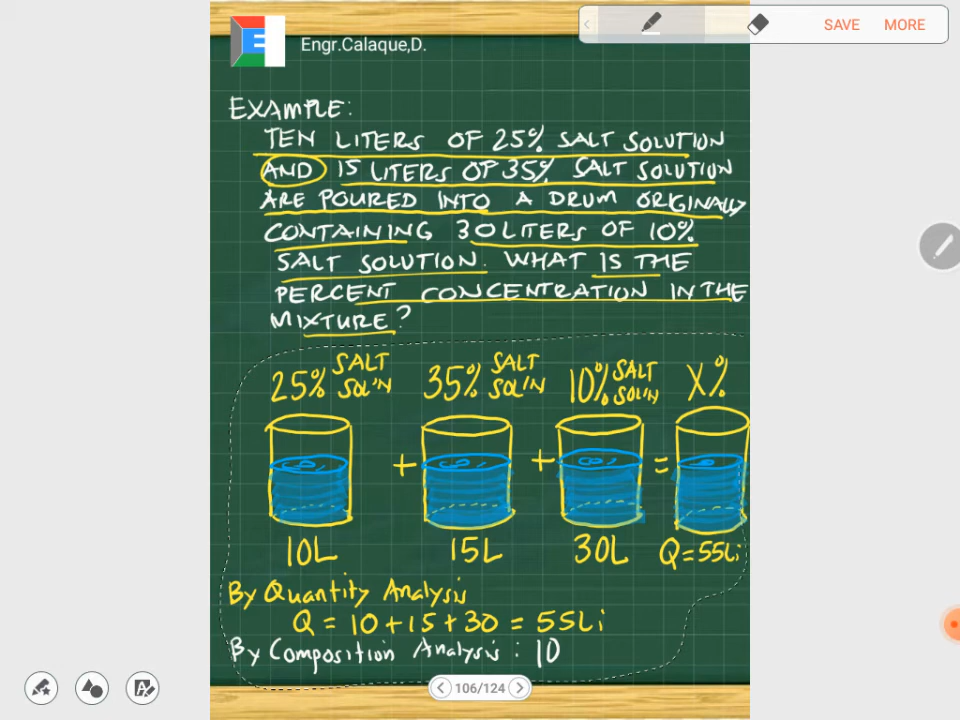 SAVE MORE
E
Engr.Calaque,D.
EXAMPLE:
TEN LITERS OF 25% SALT SOLUTION
AND 15 LITERS OF 35% SALT SOLUTION
ARE POURED INTO A DRUM ORIGINALLY
CONTAINING 30 LITERS OF 10%
SALT SOLUTION. WHAT IS THE
PERCENT CONCENTRATION IN THE
MIXTURE?
25% SALT SOL'N 35% SALT SOL'N 10% SALT SOL'N X%
+ + =
10L 15L 30L Q=55Li
By Quantity Analysis
Q = 10+15+30 = 55Li
By Composition Analysis: 10
106/124